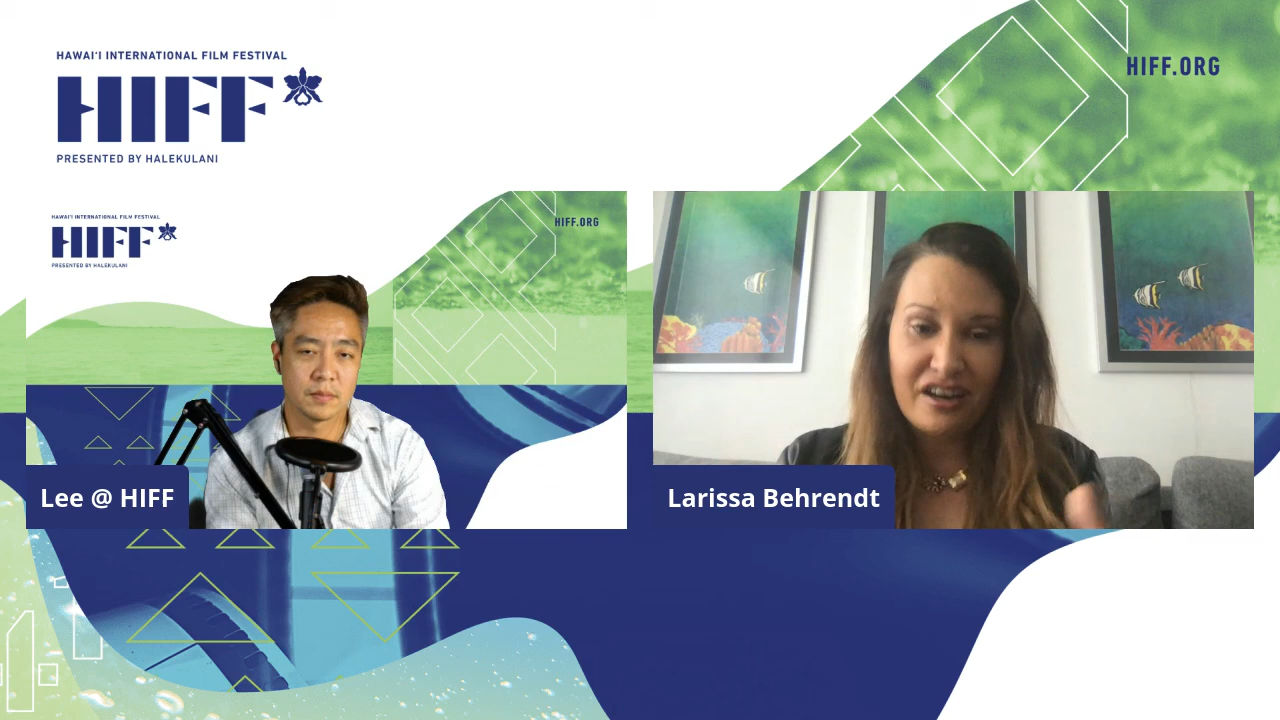 HAWAI'I INTERNATIONAL FILM FESTIVAL
HIFF
PRESENTED BY HALEKULANI
HIFF.ORG
HAWAI'I INTERNATIONAL FILM FESTIVAL
HIFF
PRESENTED BY HALEKULANI
HIFF.ORG
Lee @ HIFF
Larissa Behrendt